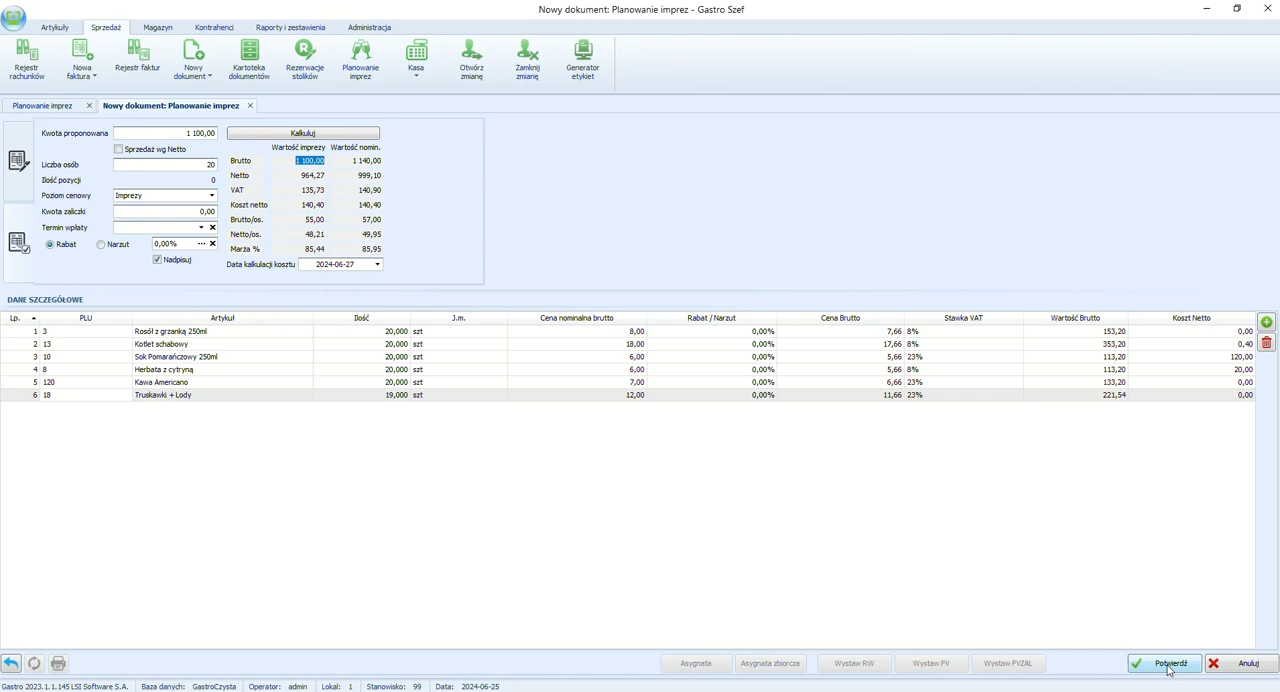 Nowy dokument: Planowanie imprez - Gastro Szef
Artykuły Sprzedaż Magazyn Kontrahenci Raporty i zestawienia Administracja
Rejestr rachunków Nowa faktura Rejestr faktur Nowy dokument Kartoteka dokumentów Rezerwacje stolików Planowanie imprez Kasa Otwórz zmianę Zamknij zmianę Generator etykiet
Planowanie imprez Nowy dokument: Planowanie imprez
Kwota proponowana 1 100,00 Kalkuluj
Sprzedaż wg Netto Wartość imprezy Wartość nomin.
Brutto 1 100,00 1 140,00
Liczba osób 20
Netto 964,27 999,10
Ilość pozycji 0
VAT 135,73 140,90
Poziom cenowy Imprezy
Koszt netto 140,40 140,40
Kwota zaliczki 0,00
Brutto/os. 55,00 57,00
Termin wpłaty
Netto/os. 48,21 49,95
Rabat Narzut 0,00%
Marża % 85,44 85,95
Nadpisuj
Data kalkulacji kosztu 2024-06-27
DANE SZCZEGÓŁOWE
Lp. PLU Artykuł Ilość J.m. Cena nominalna brutto Rabat / Narzut Cena Brutto Stawka VAT Wartość Brutto Koszt Netto
1 3 Rosół z grzanką 250ml 20,000 szt 8,00 0,00% 7,66 8% 153,20 0,00
2 13 Kotlet schabowy 20,000 szt 18,00 0,00% 17,66 8% 353,20 0,40
3 10 Sok Pomarańczowy 250ml 20,000 szt 6,00 0,00% 5,66 23% 113,20 120,00
4 8 Herbata z cytryną 20,000 szt 6,00 0,00% 5,66 8% 113,20 20,00
5 120 Kawa Americano 20,000 szt 7,00 0,00% 6,66 23% 133,20 0,00
6 18 Truskawki + Lody 19,000 szt 12,00 0,00% 11,66 23% 221,54 0,00
Asygnata Asygnata zbiorcza Wystaw RW Wystaw FV Wystaw FVZAL Potwierdź Anuluj
Gastro 2023.1.1.145 LSI Software S.A. Baza danych: GastroCzysta Operator: admin Lokal: 1 Stanowisko: 99 Data: 2024-06-25